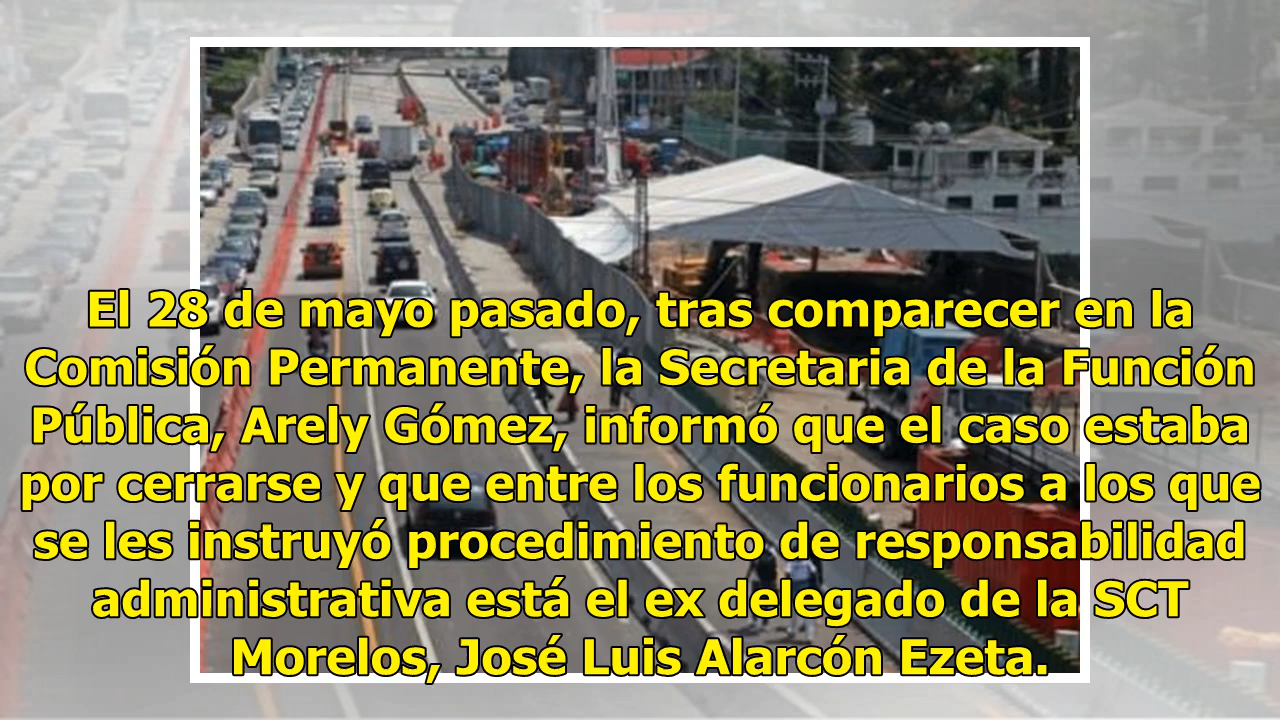 El 28 de mayo pasado, tras comparecer en la
Comisión Permanente, la Secretaria de la Función
Pública, Arely Gómez, informó que el caso estaba
por cerrarse y que entre los funcionarios a los que
se les instruyó procedimiento de responsabilidad
administrativa está el ex delegado de la SCT
Morelos, José Luis Alarcón Ezeta.